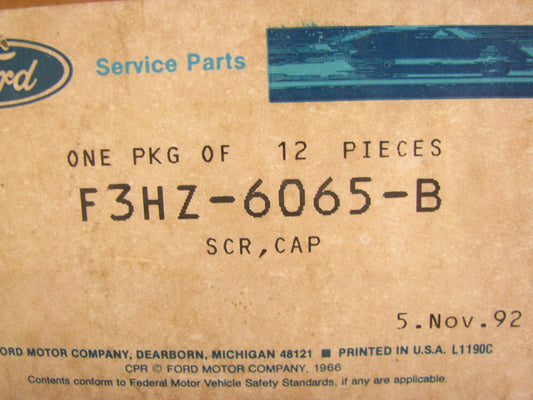 Service Parts
ONE PKG OF 12 PIECES
F3HZ-6065-B
SCR,CAP
5.Nov.92
ORD MOTOR COMPANY, DEARBORN, MICHIGAN 48121 ■ PRINTED IN U.S.A. L1190C
CPR © FORD MOTOR COMPANY, 1966
Contents conform to Federal Motor Vehicle Safety Standards, if any are applicable.